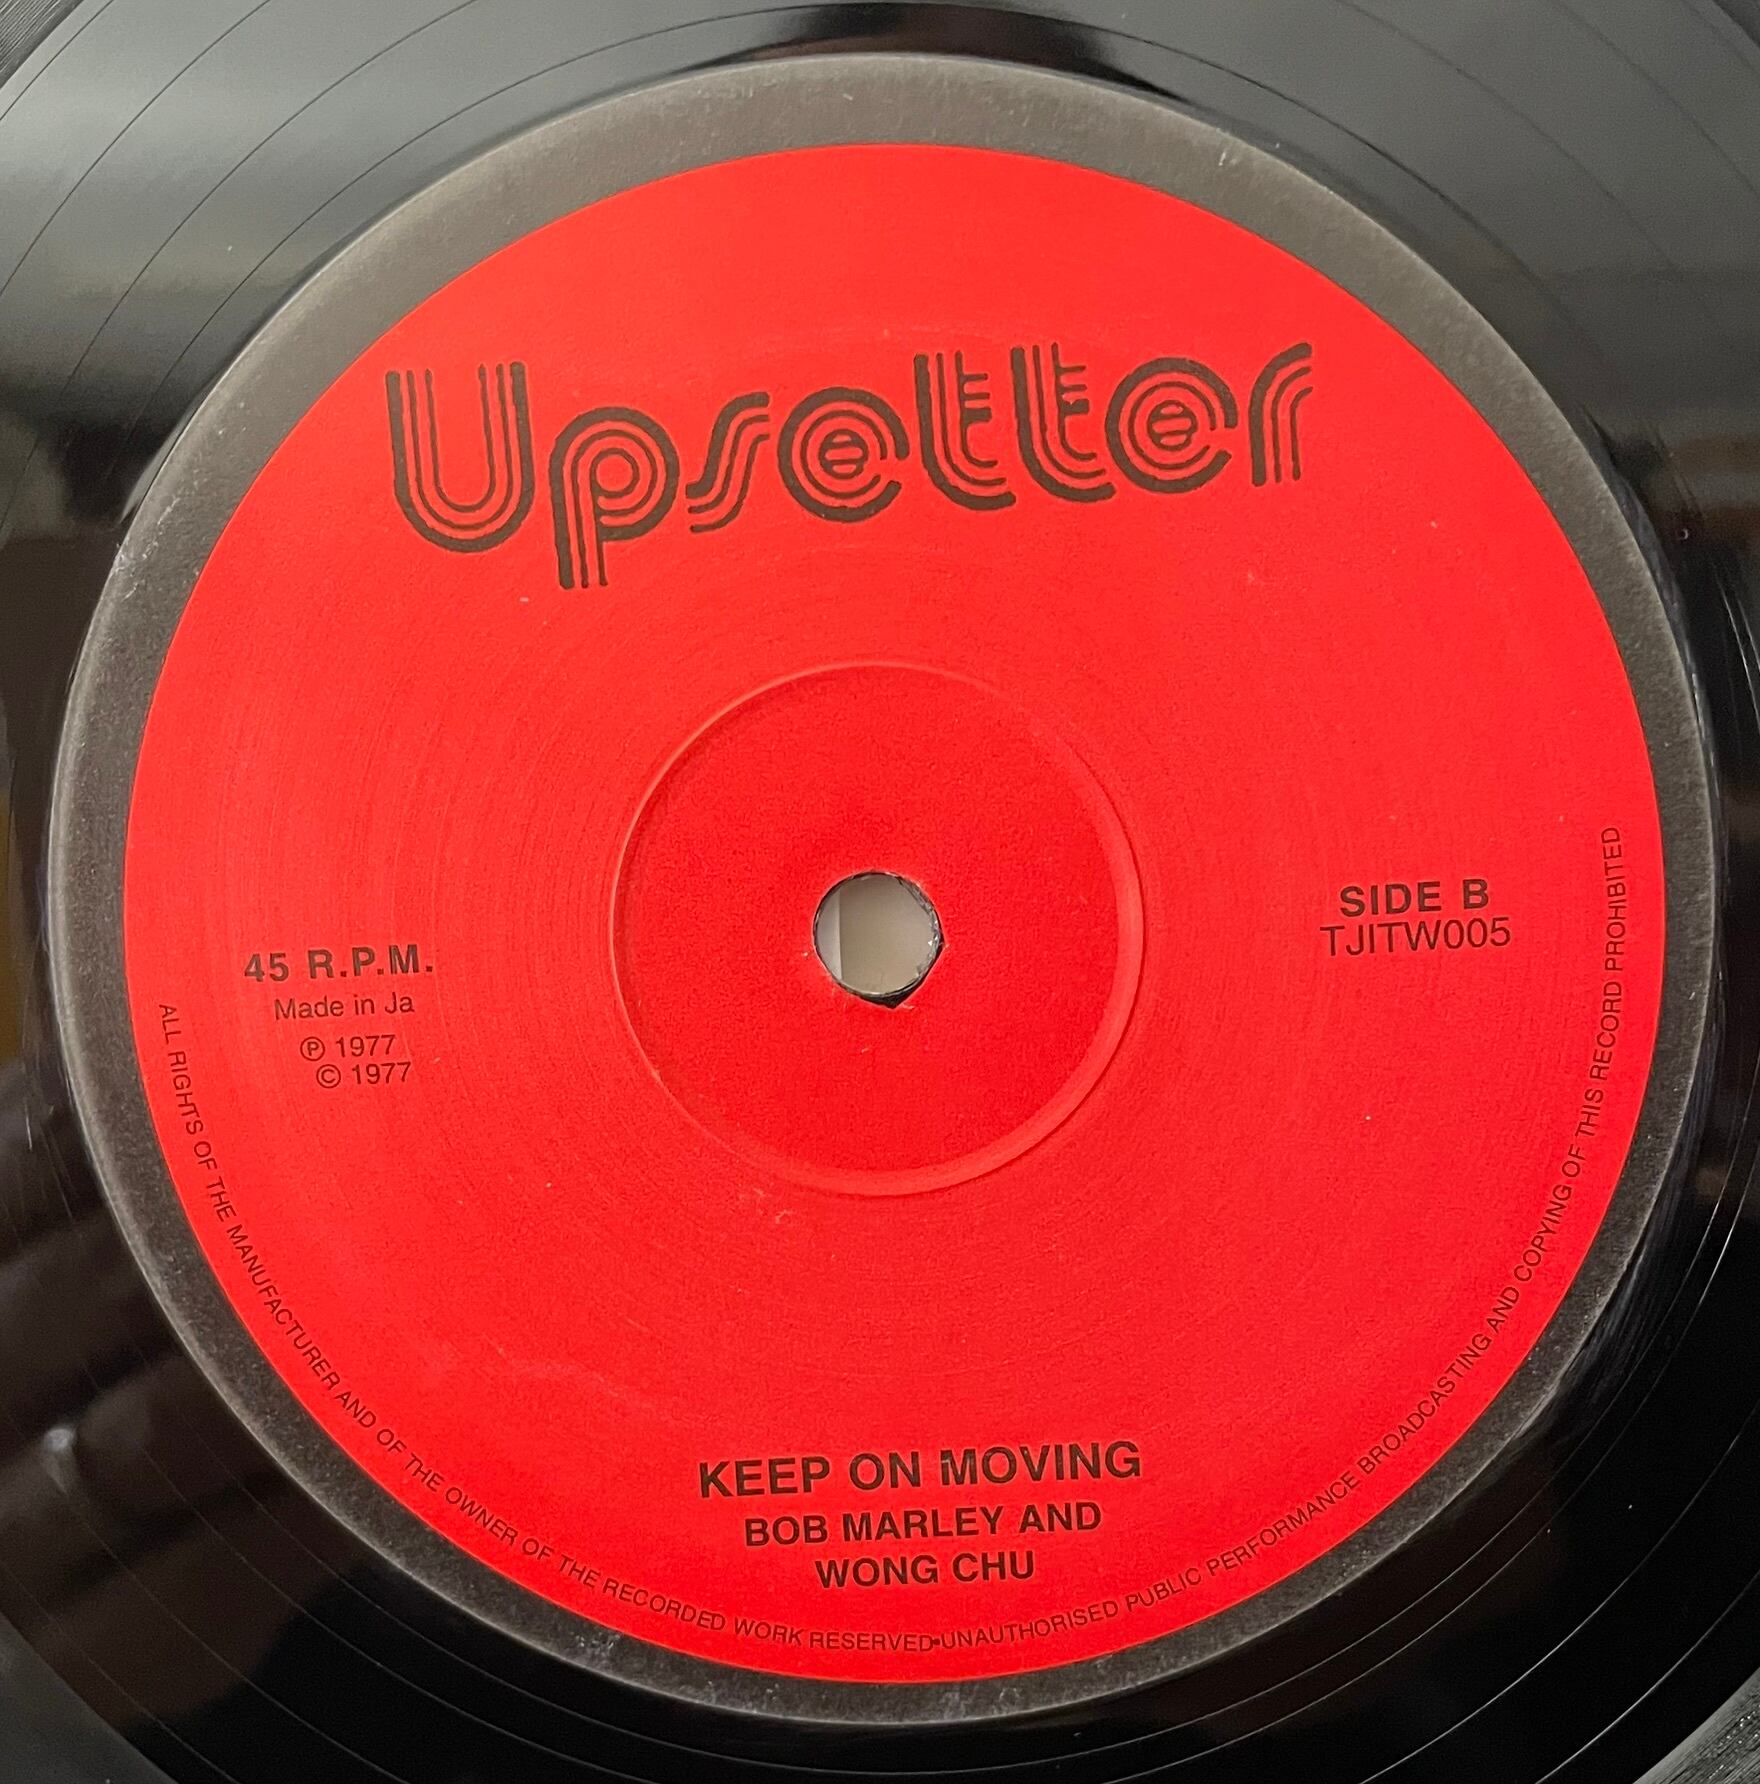 Upsetter
45 R.P.M.
Made in Ja
℗ 1977
© 1977
SIDE B
TJITW005
KEEP ON MOVING
BOB MARLEY AND
WONG CHU
ALL RIGHTS OF THE MANUFACTURER AND OF THE OWNER OF THE RECORDED WORK RESERVED•UNAUTHORISED PUBLIC PERFORMANCE BROADCASTING AND COPYING OF THIS RECORD PROHIBITED